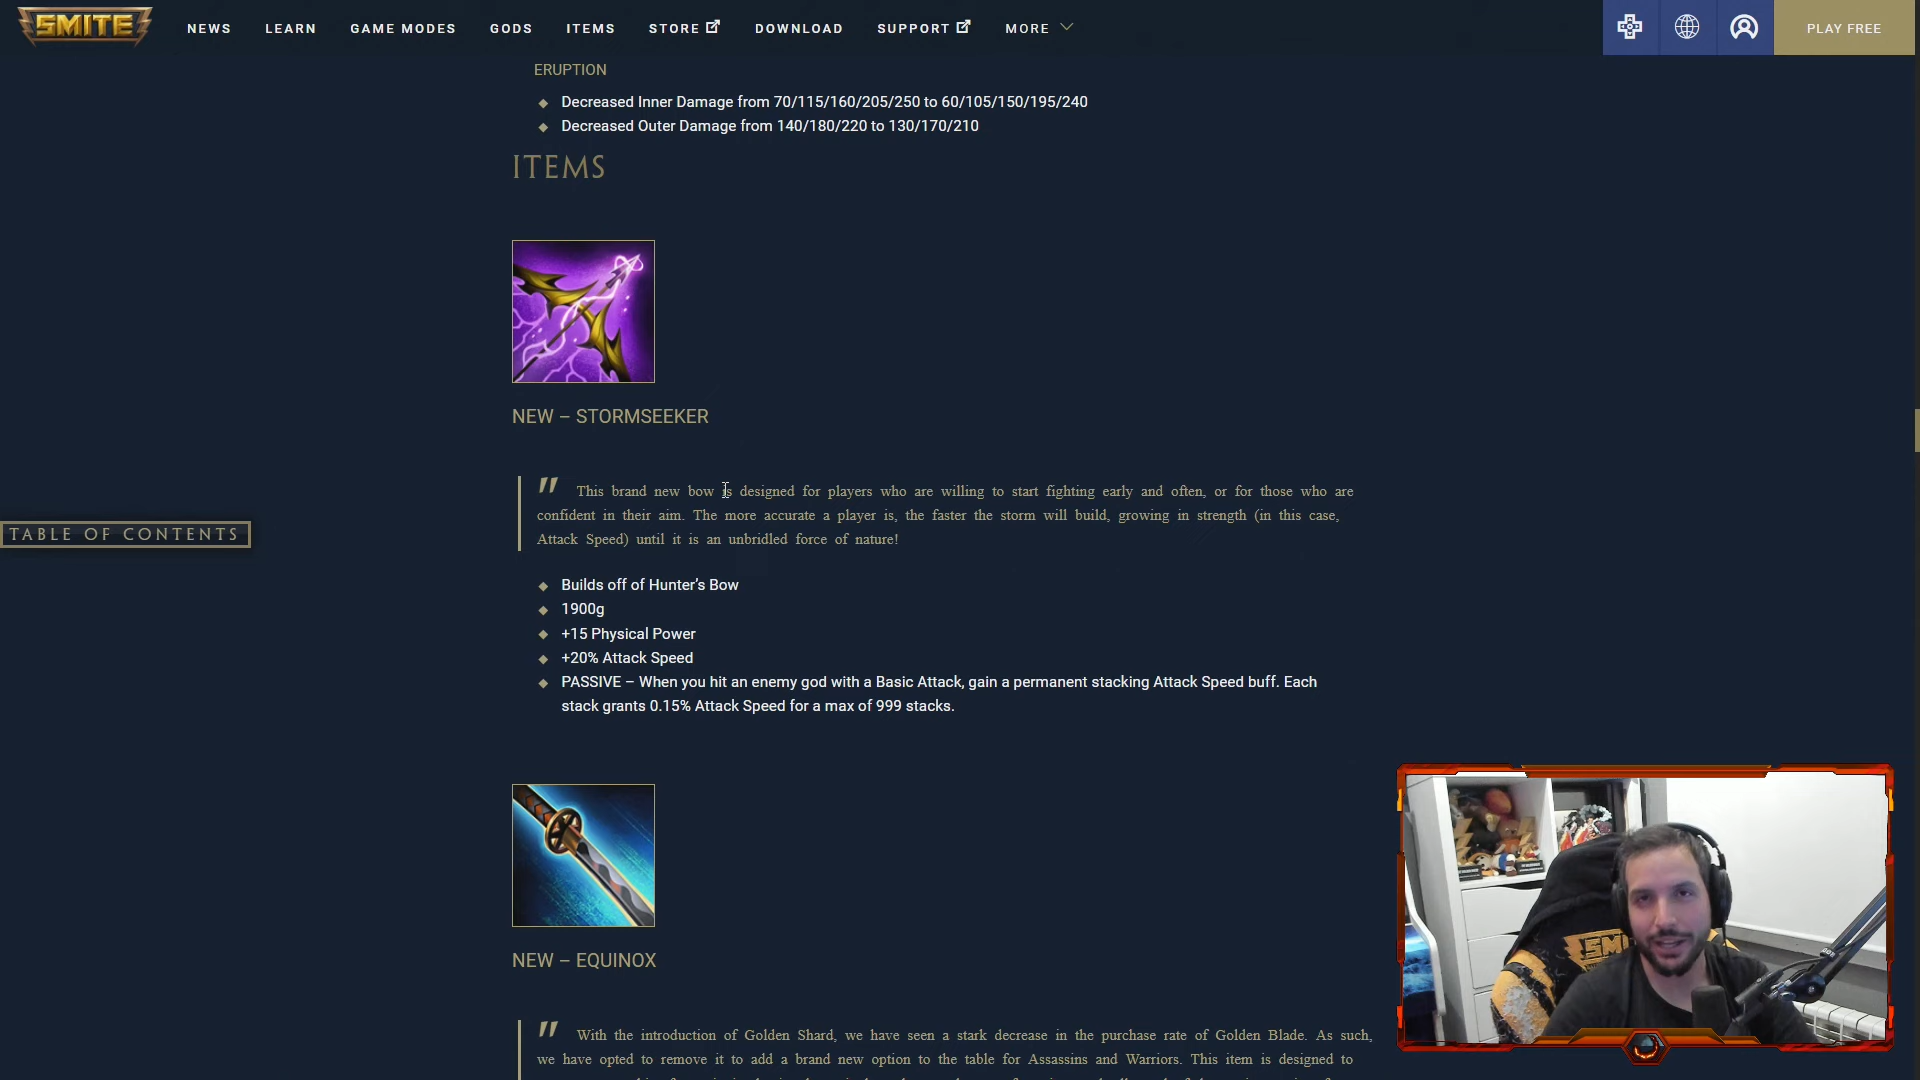 SMITE
NEWS LEARN GAME MODES GODS ITEMS STORE DOWNLOAD SUPPORT MORE PLAY FREE
ERUPTION
Decreased Inner Damage from 70/115/160/205/250 to 60/105/150/195/240
Decreased Outer Damage from 140/180/220 to 130/170/210
ITEMS
NEW – STORMSEEKER
" This brand new bow is designed for players who are willing to start fighting early and often, or for those who are
confident in their aim. The more accurate a player is, the faster the storm will build, growing in strength (in this case,
Attack Speed) until it is an unbridled force of nature!
TABLE OF CONTENTS
Builds off of Hunter’s Bow
1900g
+15 Physical Power
+20% Attack Speed
PASSIVE – When you hit an enemy god with a Basic Attack, gain a permanent stacking Attack Speed buff. Each
stack grants 0.15% Attack Speed for a max of 999 stacks.
NEW – EQUINOX
" With the introduction of Golden Shard, we have seen a stark decrease in the purchase rate of Golden Blade. As such,
we have opted to remove it to add a brand new option to the table for Assassins and Warriors. This item is designed to